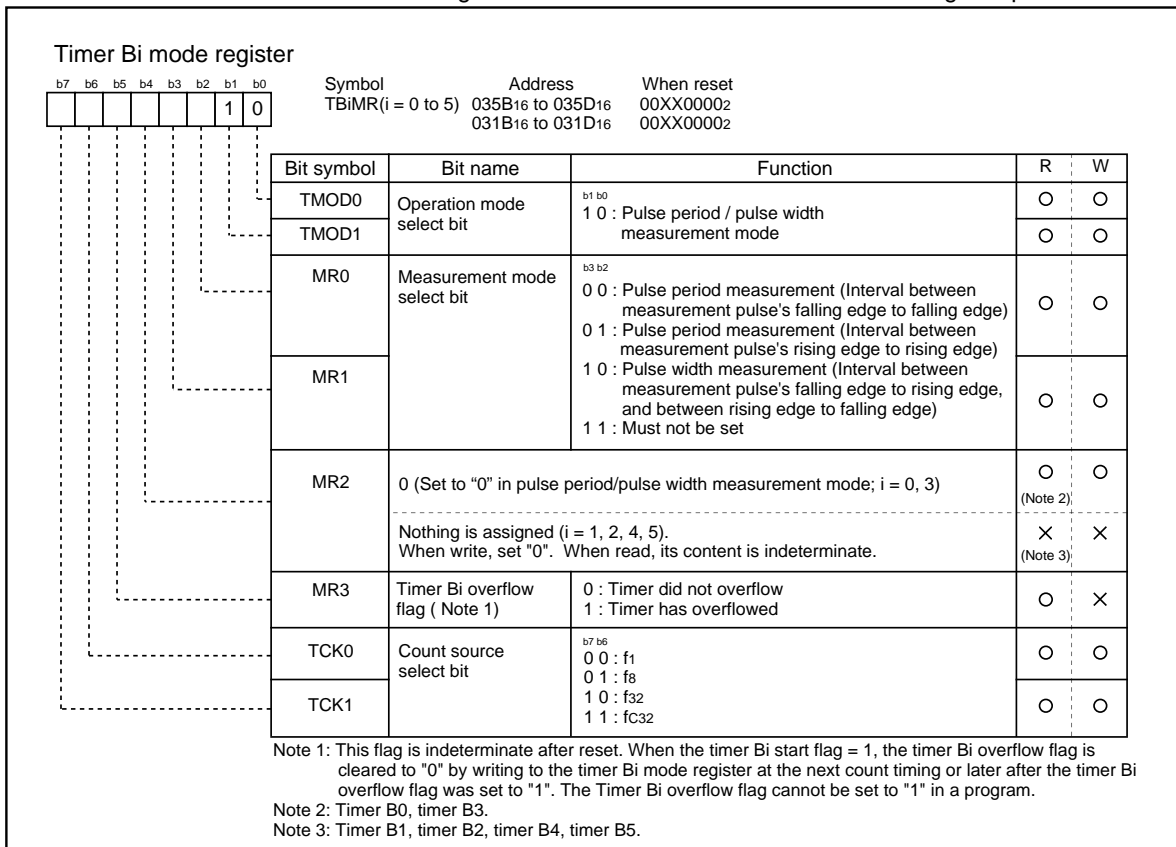 Timer Bi mode register
b7 b6 b5 b4 b3 b2 b1 b0
1 0
Symbol Address When reset
TBiMR(i = 0 to 5) 035B16 to 035D16 00XX00002
031B16 to 031D16 00XX00002
Bit symbol Bit name Function R W
TMOD0
TMOD1
Operation mode
select bit
b1 b0
1 0 : Pulse period / pulse width
measurement mode
O O
O O
MR0
MR1
Measurement mode
select bit
b3 b2
0 0 : Pulse period measurement (Interval between
measurement pulse's falling edge to falling edge)
0 1 : Pulse period measurement (Interval between
measurement pulse's rising edge to rising edge)
1 0 : Pulse width measurement (Interval between
measurement pulse's falling edge to rising edge,
and between rising edge to falling edge)
1 1 : Must not be set
O O
O O
MR2
0 (Set to “0” in pulse period/pulse width measurement mode; i = 0, 3)
O O
(Note 2)
Nothing is assigned (i = 1, 2, 4, 5).
When write, set "0". When read, its content is indeterminate.
X X
(Note 3)
MR3
Timer Bi overflow
flag ( Note 1)
0 : Timer did not overflow
1 : Timer has overflowed
O X
TCK0
TCK1
Count source
select bit
b7 b6
0 0 : f1
0 1 : f8
1 0 : f32
1 1 : fC32
O O
O O
Note 1: This flag is indeterminate after reset. When the timer Bi start flag = 1, the timer Bi overflow flag is
cleared to "0" by writing to the timer Bi mode register at the next count timing or later after the timer Bi
overflow flag was set to "1". The Timer Bi overflow flag cannot be set to "1" in a program.
Note 2: Timer B0, timer B3.
Note 3: Timer B1, timer B2, timer B4, timer B5.